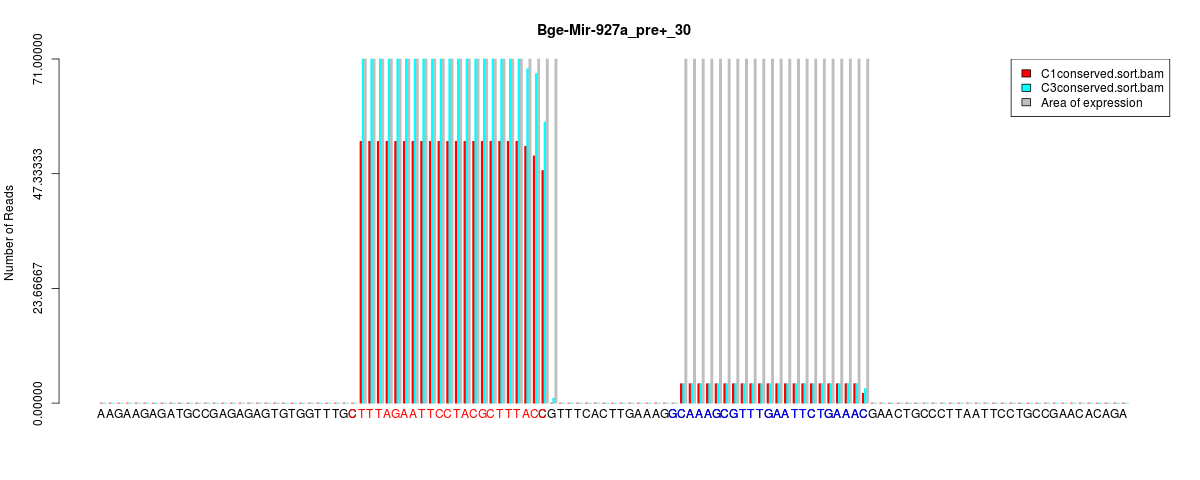 Bge-Mir-927a_pre+_30
Number of Reads
71.00000
47.33333
23.66667
0.00000
C1conserved.sort.bam
C3conserved.sort.bam
Area of expression
AAGAAGAGATGCCGAGAGAGTGTGGTTTGCTTTAGAATTCCTACGCTTTACCGTTTCACTTGAAAGGCAAAGCGTTTGAATTCTGAAACGAACTGCCCTTAATTCCTGCCGAACACAGA